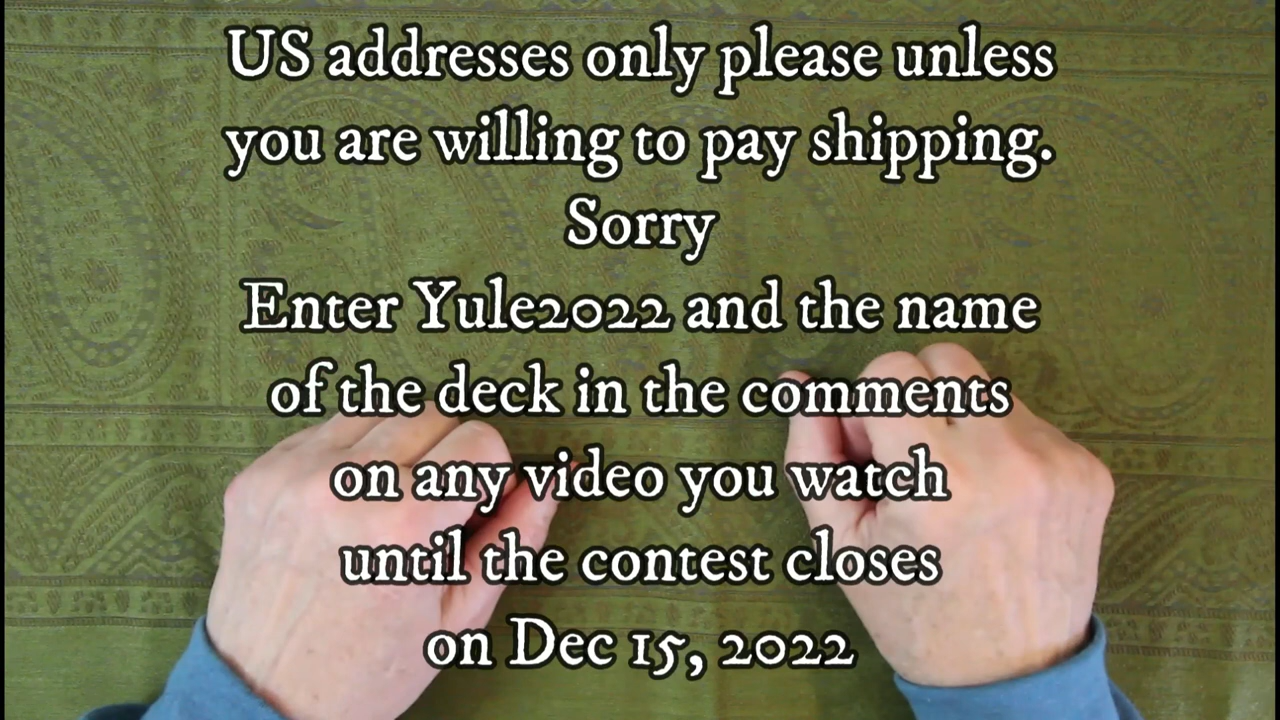 US addresses only please unless
you are willing to pay shipping.
Sorry
Enter Yule2022 and the name
of the deck in the comments
on any video you watch
until the contest closes
on Dec 15, 2022